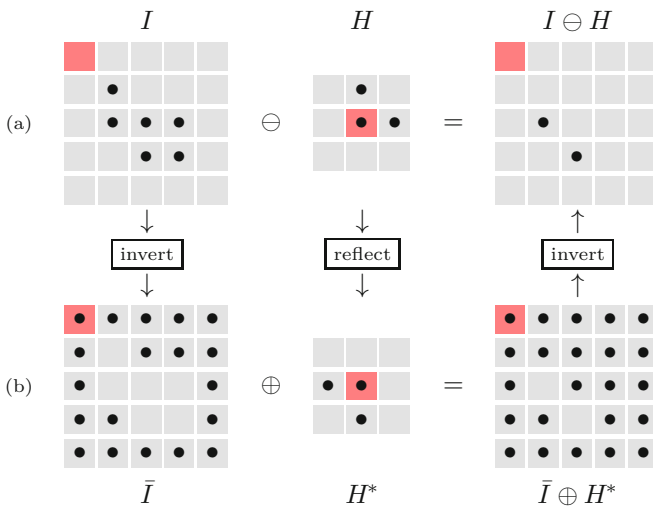 I H I ⊖ H
(a) ⊖ =
invert reflect invert
(b) ⊕ =
Ī H* Ī ⊕ H*